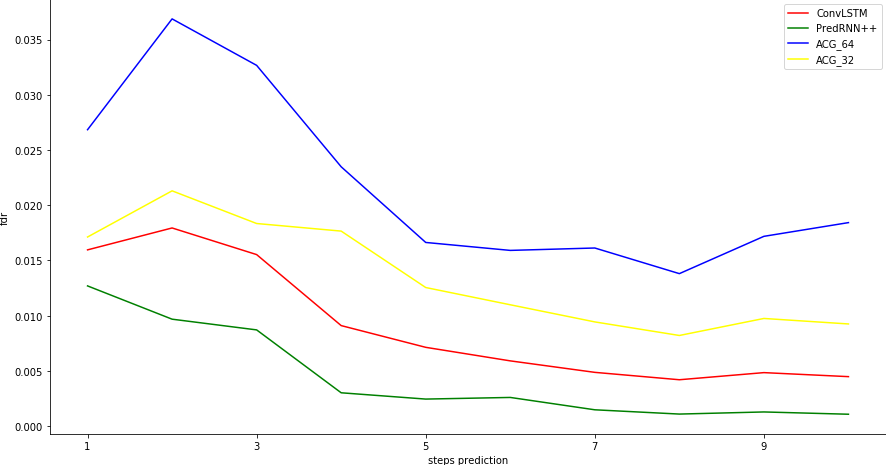 ConvLSTM
PredRNN++
ACG_64
ACG_32
0.035
0.030
0.025
0.020
0.015
0.010
0.005
0.000
fdr
1 3 5 7 9
steps prediction